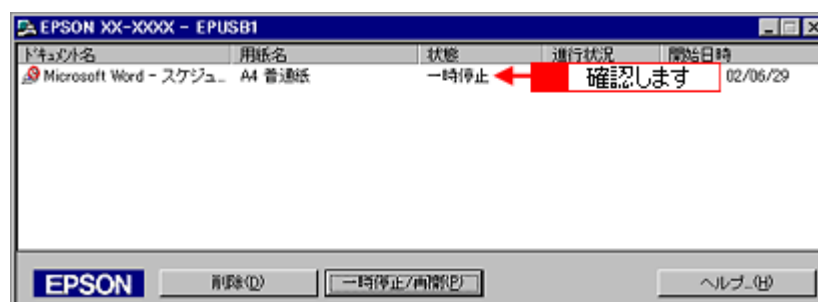 EPSON XX-XXXX - EPUSB1
ドキュメント名 用紙名 状態 進行状況 開始日時
Microsoft Word - スケジュ... A4 普通紙 一時停止 確認します 02/06/29
EPSON 削除(D) 一時停止/再開(P) ヘルプ...(H)